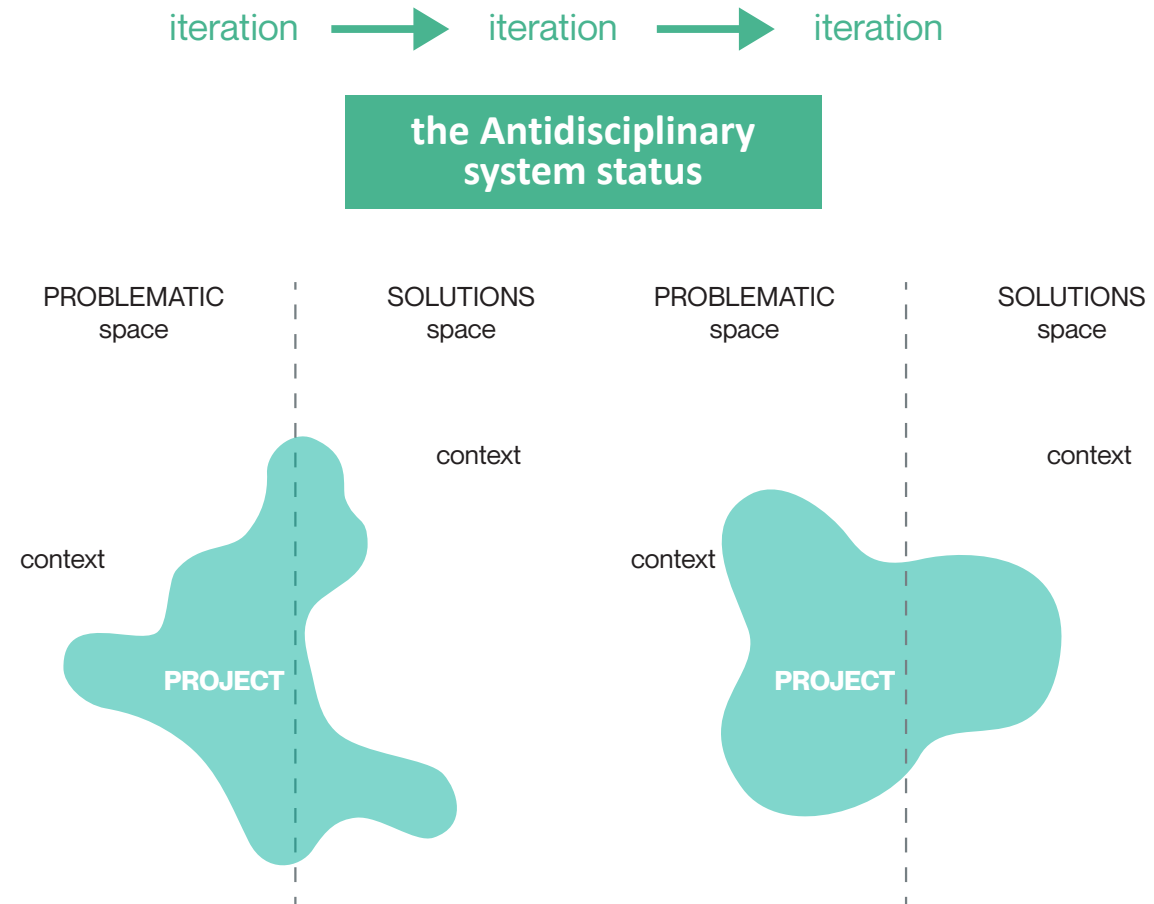 iteration iteration iteration
the Antidisciplinary
system status
PROBLEMATIC
space
SOLUTIONS
space
PROBLEMATIC
space
SOLUTIONS
space
context
context
PROJECT
context
context
PROJECT